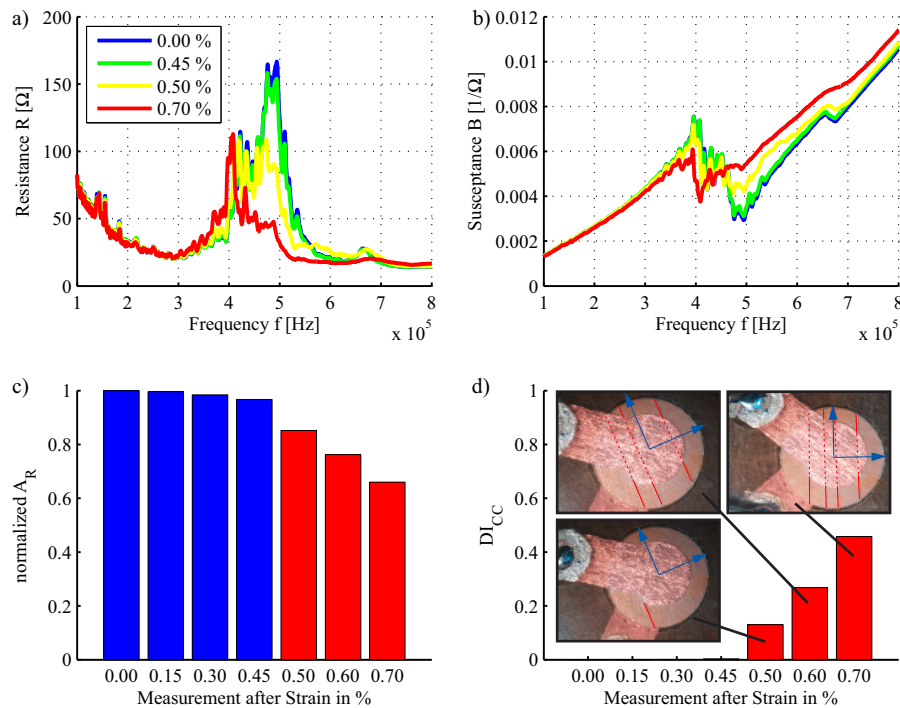 a)
200
150
100
50
0
Resistance R [Ω]
0.00 %
0.45 %
0.50 %
0.70 %
1 2 3 4 5 6 7 8
Frequency f [Hz]
x 10^5
b)
0.012
0.01
0.008
0.006
0.004
0.002
0
Susceptance B [1/Ω]
1 2 3 4 5 6 7 8
Frequency f [Hz]
x 10^5
c)
1
0.8
0.6
0.4
0.2
0
normalized A_R
0.00 0.15 0.30 0.45 0.50 0.60 0.70
Measurement after Strain in %
d)
1
0.8
0.6
0.4
0.2
0
DI_CC
0.00 0.15 0.30 0.45 0.50 0.60 0.70
Measurement after Strain in %